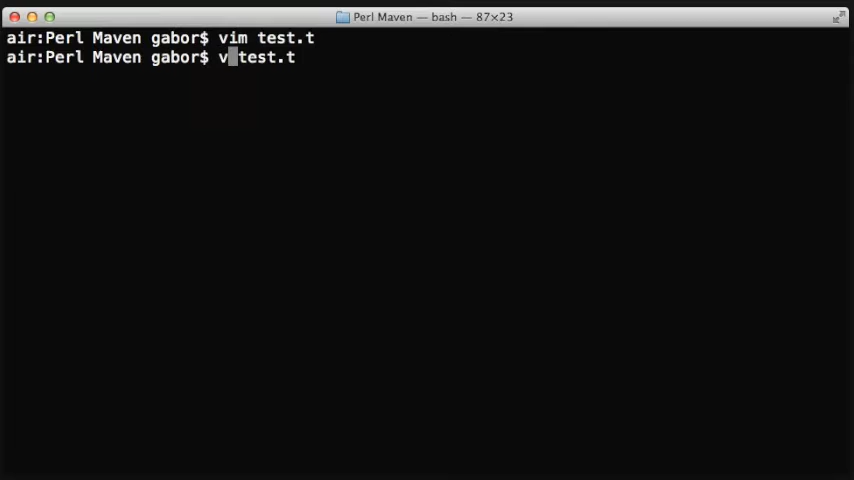 Perl Maven — bash — 87×23
air:Perl Maven gabor$ vim test.t
air:Perl Maven gabor$ v test.t